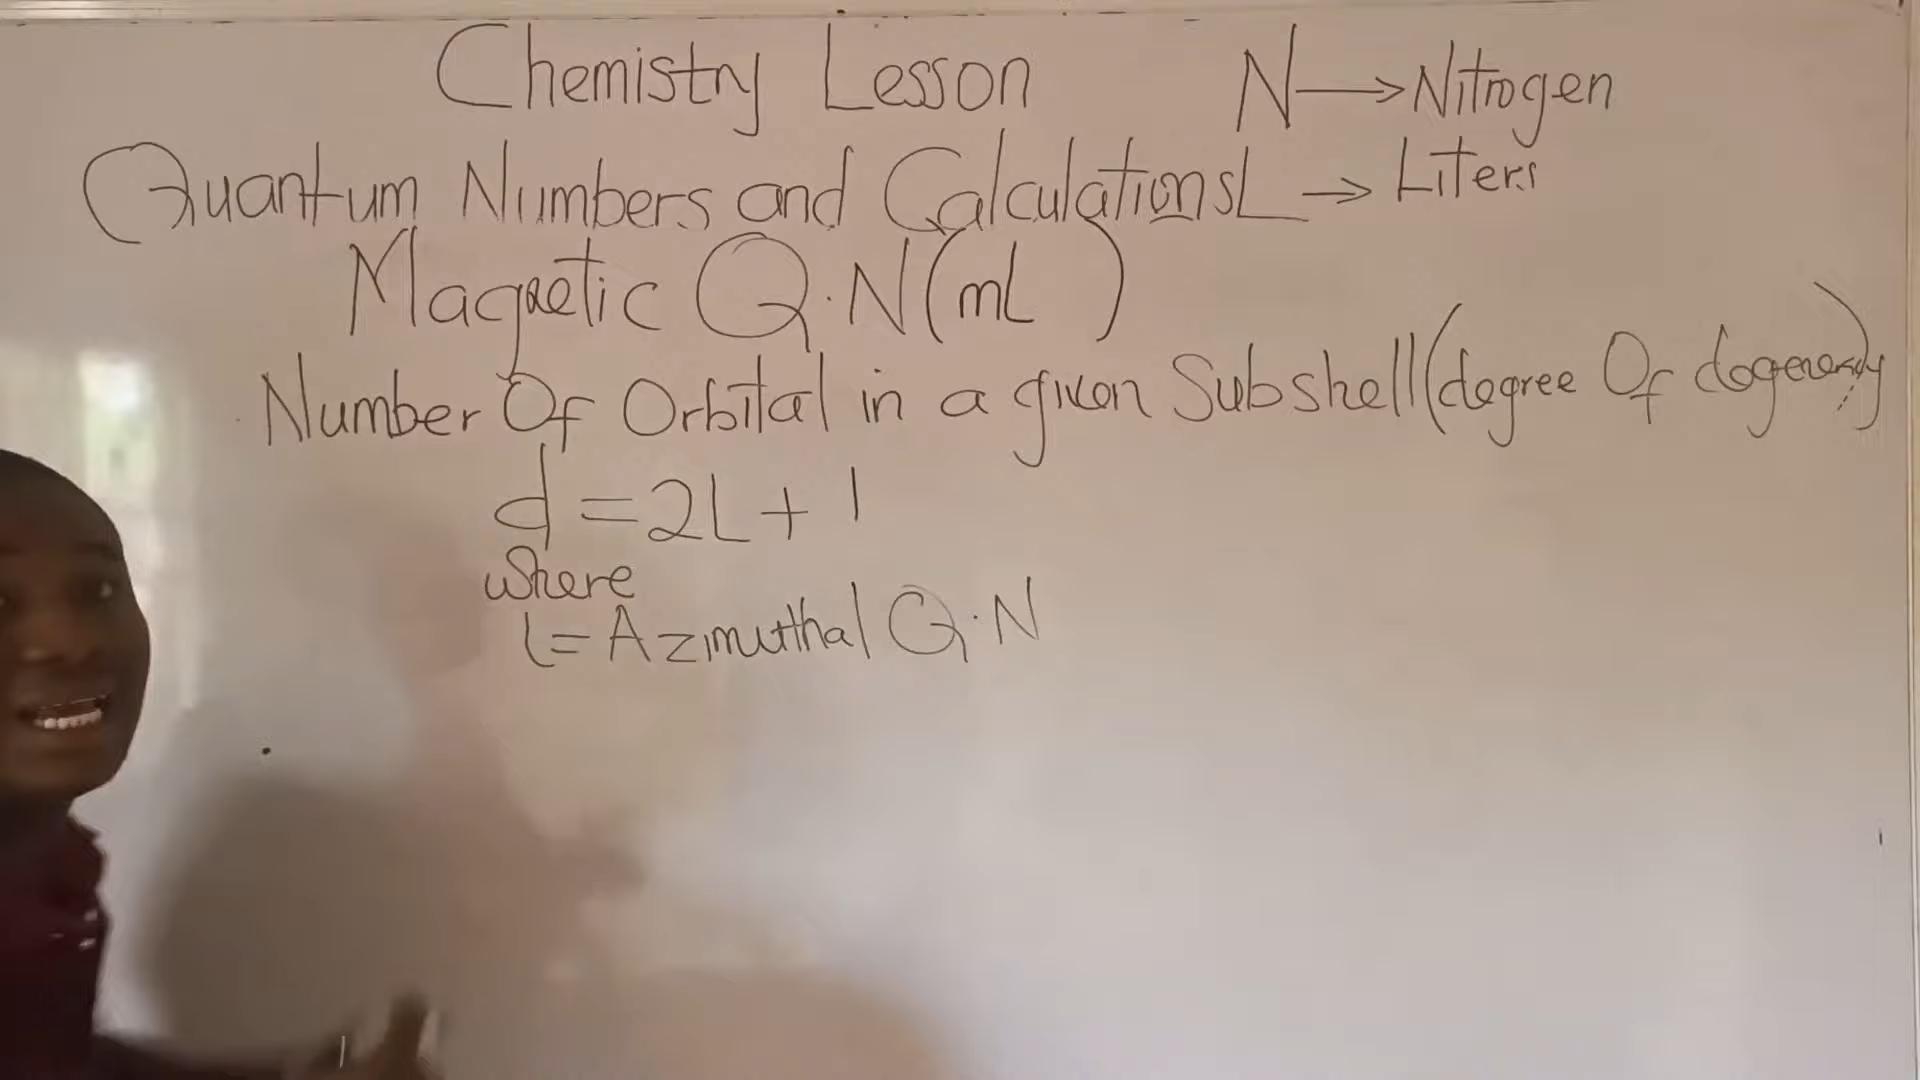 Chemistry Lesson
N → Nitrogen
Quantum Numbers and Calculations
L → Liters
Magnetic Q.N (mL )
Number Of Orbital in a given Subshell (degree Of degeneracy)
d = 2L + 1
where
l = Azimuthal Q.N